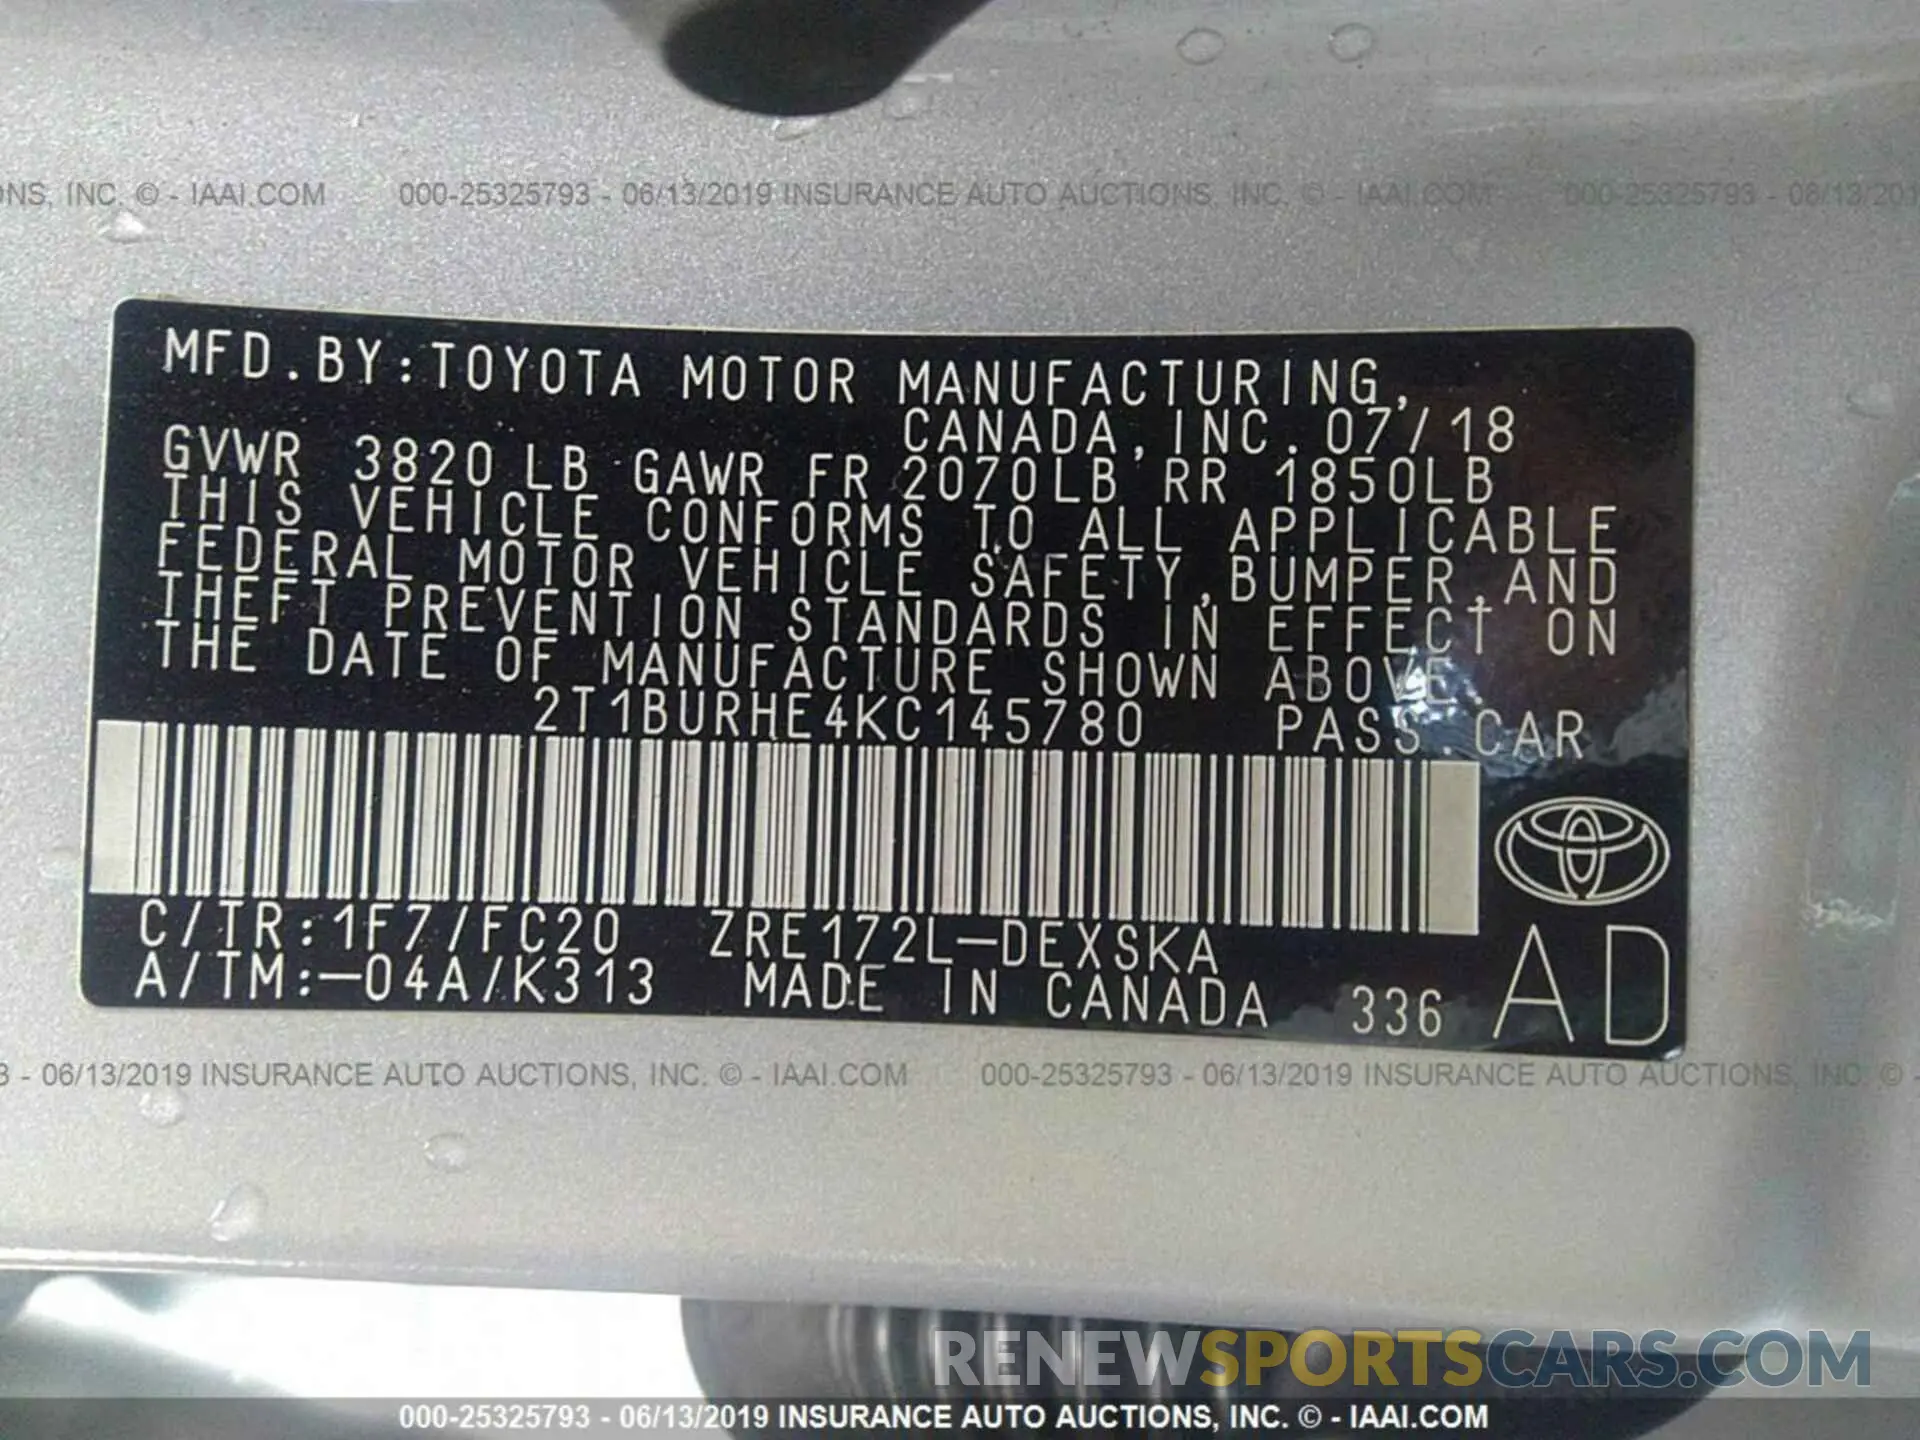 NS, INC. © - IAAI.COM 000-25325793 - 06/13/2019 INSURANCE AUTO AUCTIONS, INC. © - IAAI.COM 000-25325793 - 06/13/201
MFD.BY:TOYOTA MOTOR MANUFACTURING,
CANADA,INC. 07/18
GVWR 3820 LB GAWR FR 2070LB RR 1850LB
THIS VEHICLE CONFORMS TO ALL APPLICABLE
FEDERAL MOTOR VEHICLE SAFETY,BUMPER,AND
THEFT PREVENTION STANDARDS IN EFFECT ON
THE DATE OF MANUFACTURE SHOWN ABOVE.
2T1BURHE4KC145780 PASS.CAR
C/TR:1F7/FC20 ZRE172L-DEXSKA
A/TM:-04A/K313 MADE IN CANADA 336 AD
3 - 06/13/2019 INSURANCE AUTO AUCTIONS, INC. © - IAAI.COM 000-25325793 - 06/13/2019 INSURANCE AUTO AUCTIONS, INC. © -
RENEWSPORTSCARS.COM
000-25325793 - 06/13/2019 INSURANCE AUTO AUCTIONS, INC. © - IAAI.COM